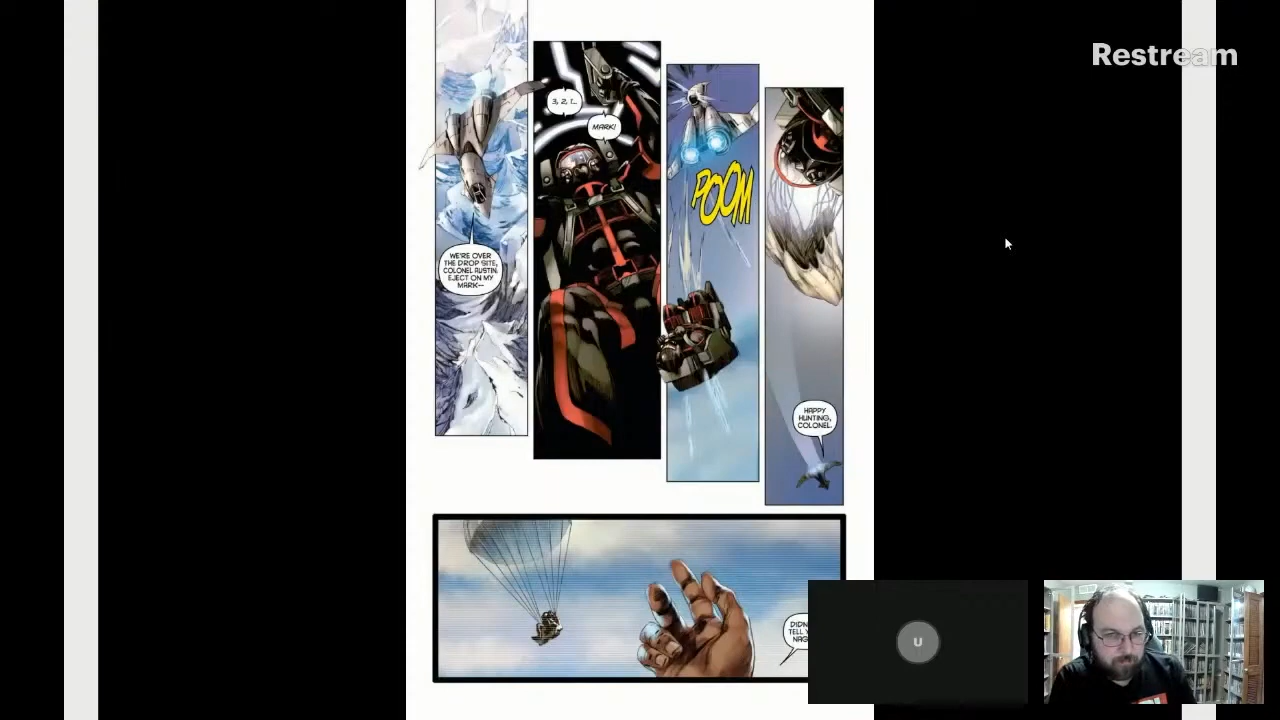 Restream
3, 2, 1...
MARK!
POOM
WE'RE OVER
THE DROP SITE,
COLONEL AUSTIN.
EJECT ON MY
MARK--
HAPPY
HUNTING,
COLONEL.
TELL
U